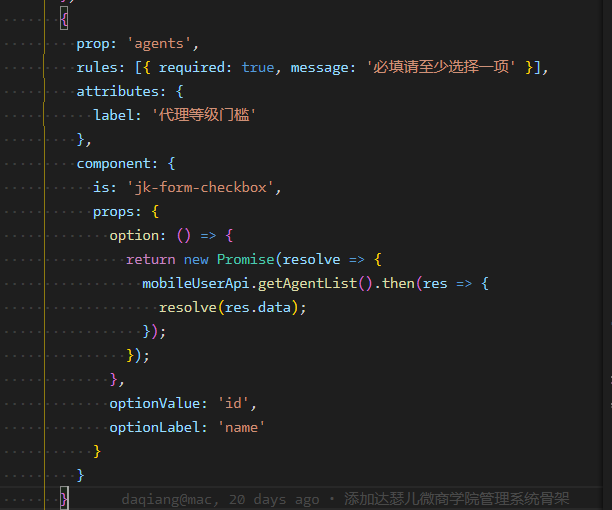 {
prop: 'agents',
rules: [{ required: true, message: '必填请至少选择一项' }],
attributes: {
label: '代理等级门槛'
},
component: {
is: 'jk-form-checkbox',
props: {
option: () => {
return new Promise(resolve => {
mobileUserApi.getAgentList().then(res => {
resolve(res.data);
});
});
},
optionValue: 'id',
optionLabel: 'name'
}
}
} daqiang@mac, 20 days ago • 添加达瑟儿微商学院管理系统骨架